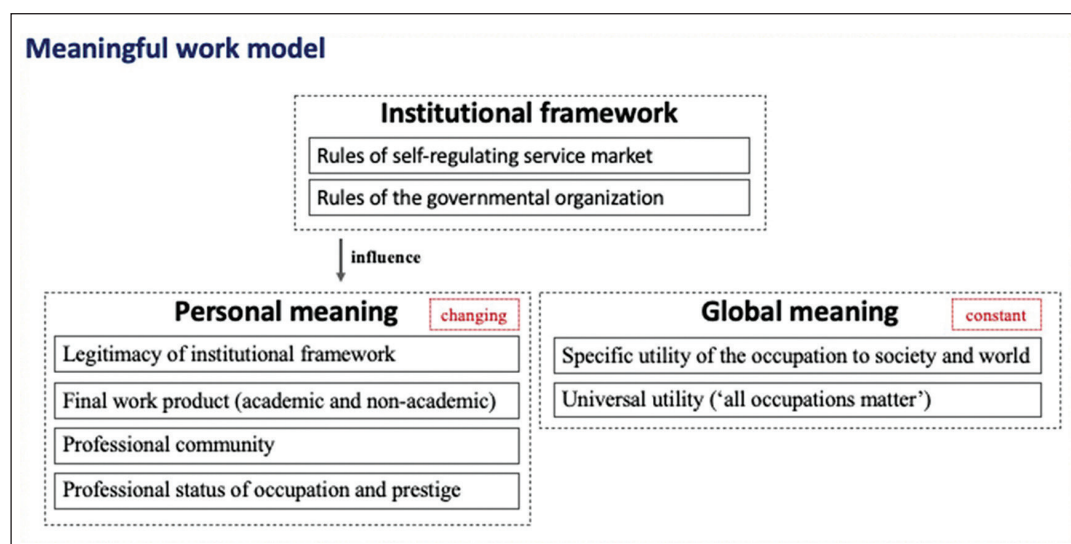 Meaningful work model
Institutional framework
Rules of self-regulating service market
Rules of the governmental organization
influence
Personal meaning
changing
Legitimacy of institutional framework
Final work product (academic and non-academic)
Professional community
Professional status of occupation and prestige
Global meaning
constant
Specific utility of the occupation to society and world
Universal utility (‘all occupations matter’)